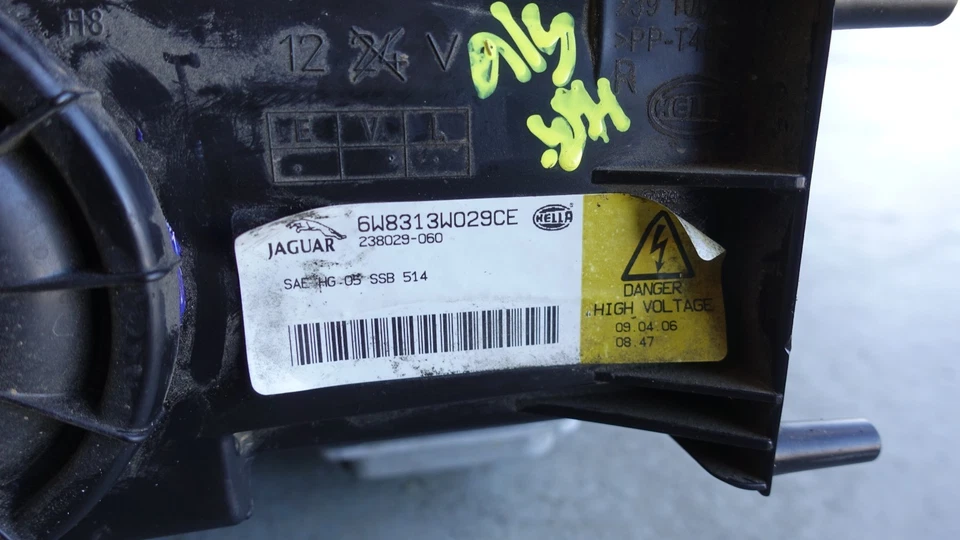 H8
12 24 V
R
HELLA
JAGUAR
6W8313W029CE
HELLA
238029-060
SAE HG 05 SSB 514
DANGER
HIGH VOLTAGE
09.04.06
08.47